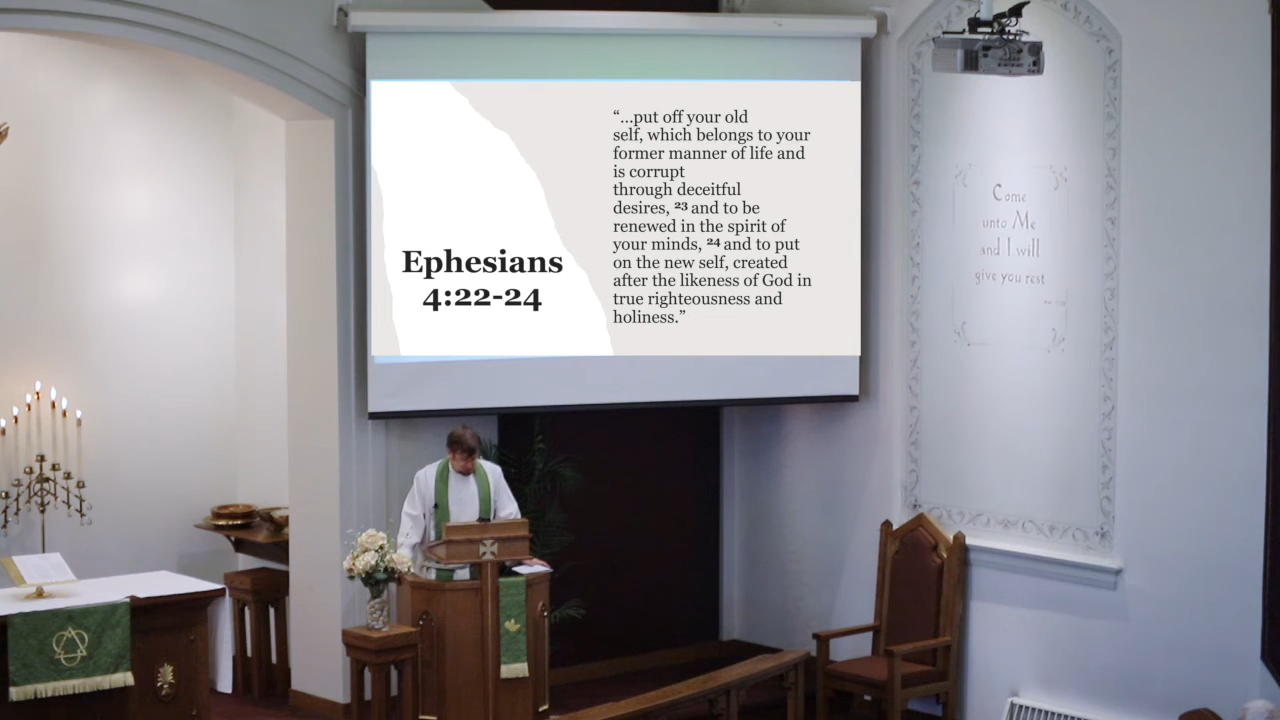 Ephesians
4:22-24
“...put off your old
self, which belongs to your
former manner of life and
is corrupt
through deceitful
desires, 23 and to be
renewed in the spirit of
your minds, 24 and to put
on the new self, created
after the likeness of God in
true righteousness and
holiness.”
Come
unto Me
and I will
give you rest